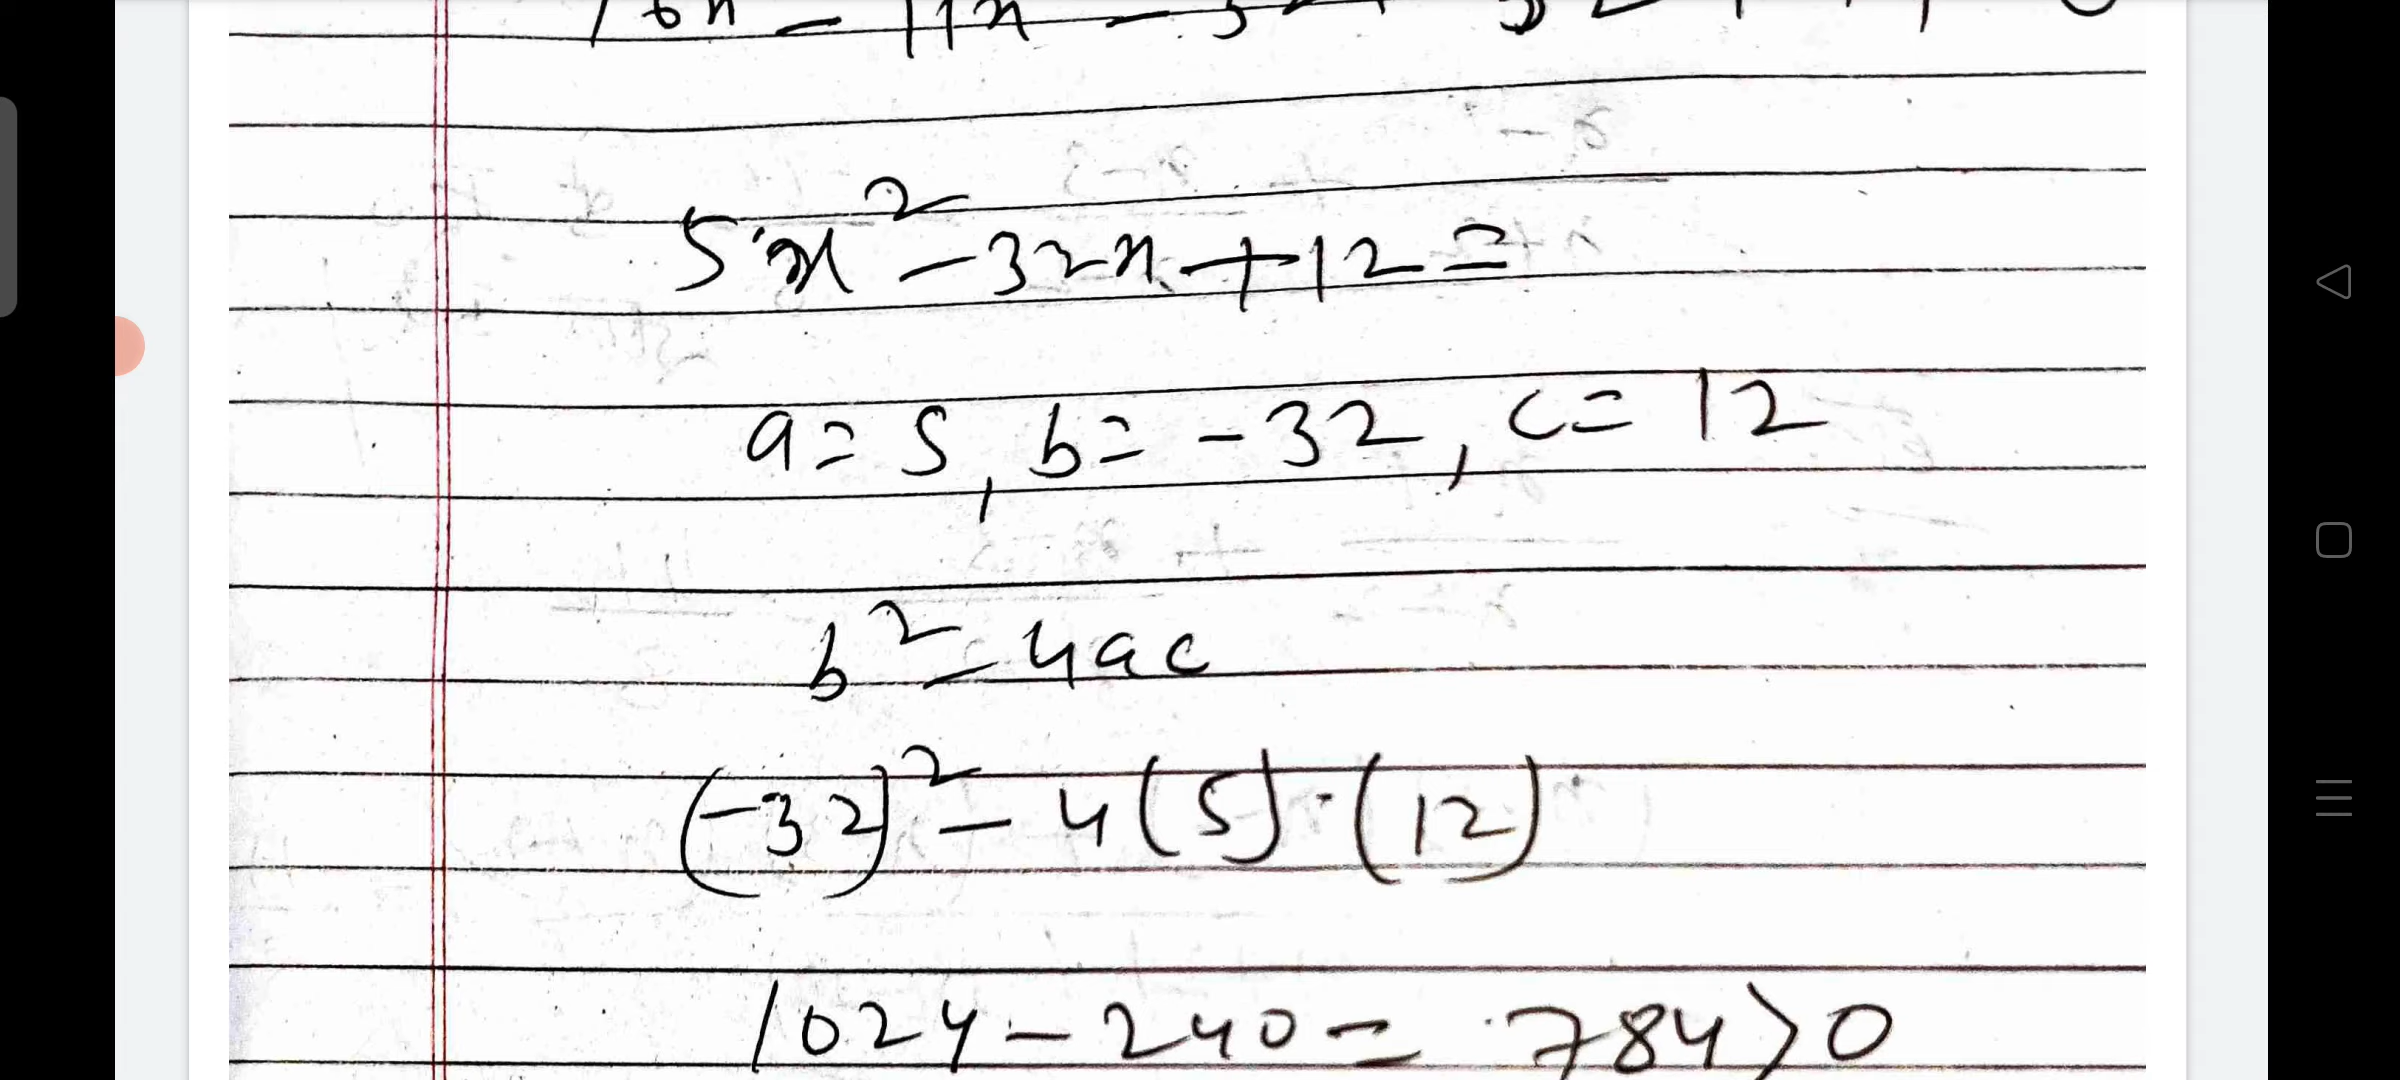 5x² - 32x + 12 =
a = 5, b = -32, c = 12
b² - 4ac
(-32)² - 4(5)·(12)
1024 - 240 = 784 > 0